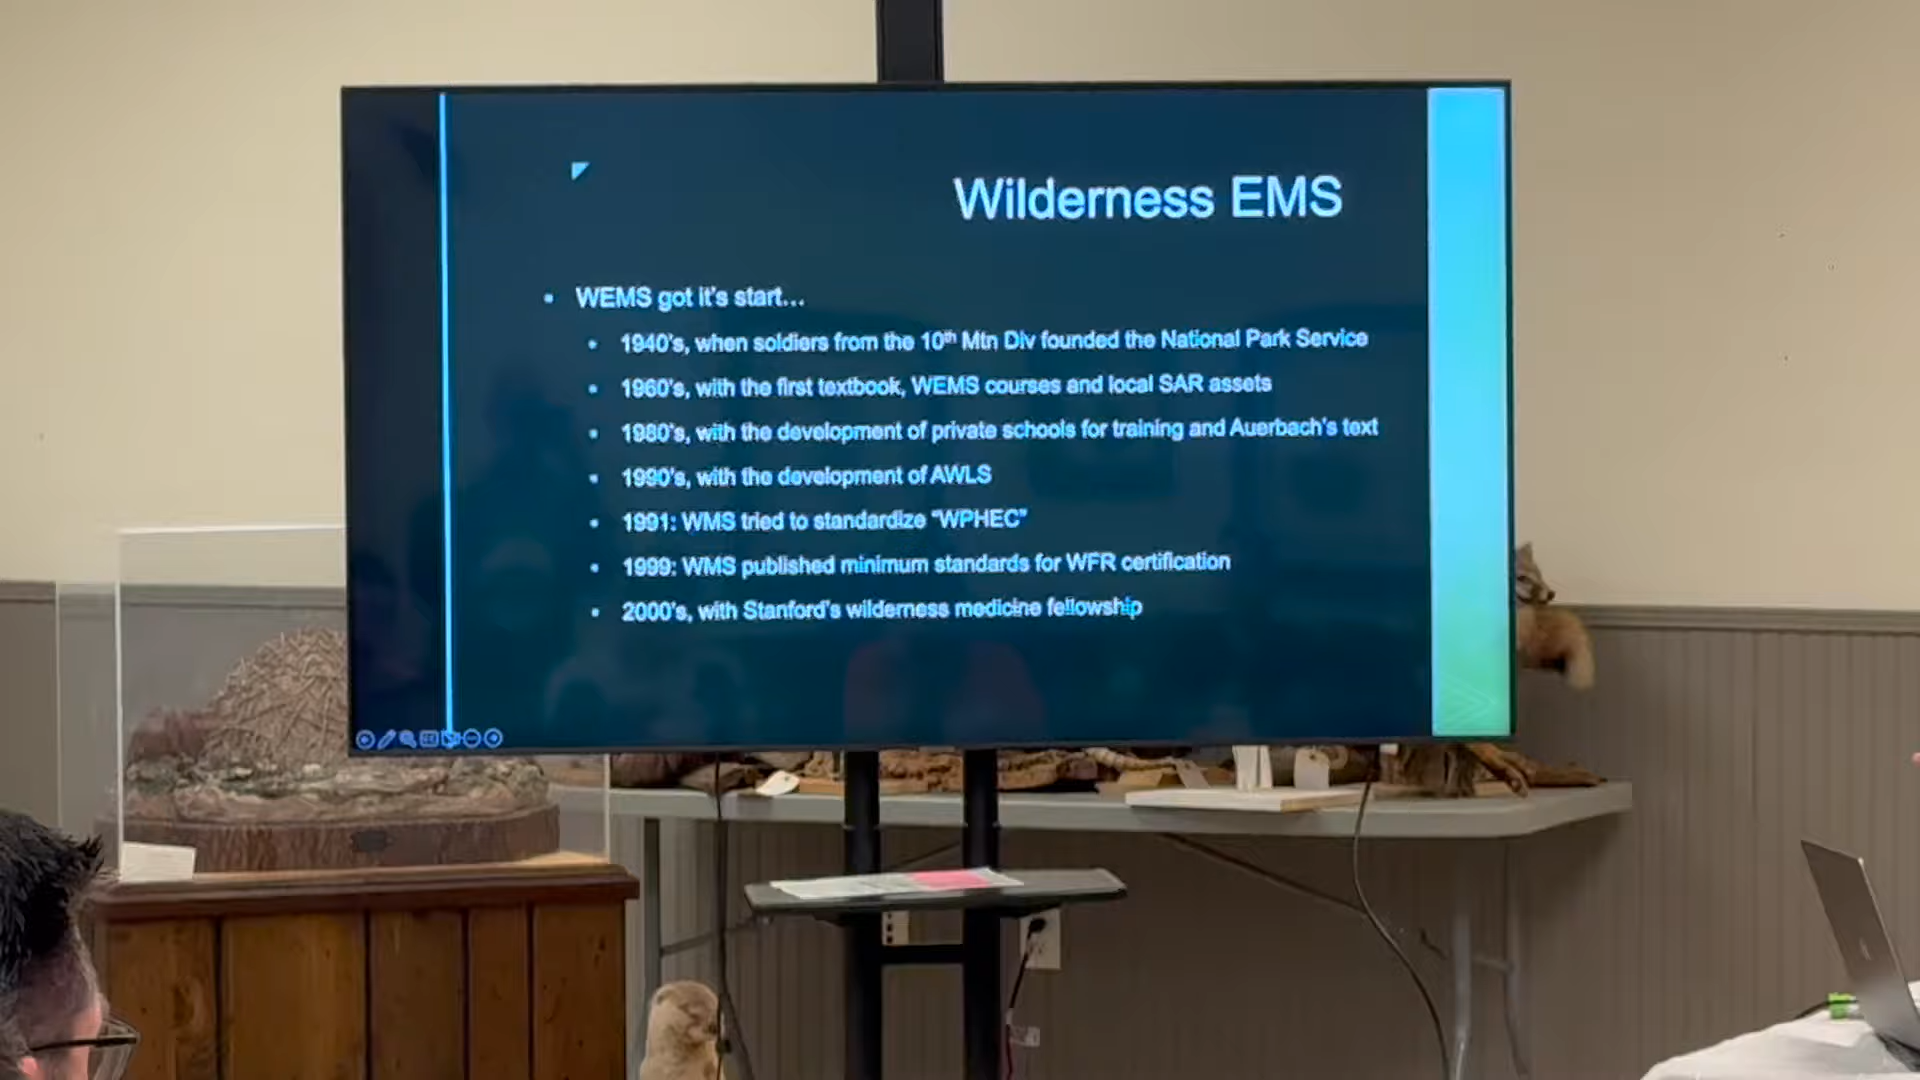 Wilderness EMS
▪ WEMS got it's start...
▪ 1940's, when soldiers from the 10th Mtn Div founded the National Park Service
▪ 1960's, with the first textbook, WEMS courses and local SAR assets
▪ 1980's, with the development of private schools for training and Auerbach's text
▪ 1990's, with the development of AWLS
▪ 1991: WMS tried to standardize "WPHEC"
▪ 1999: WMS published minimum standards for WFR certification
▪ 2000's, with Stanford's wilderness medicine fellowship